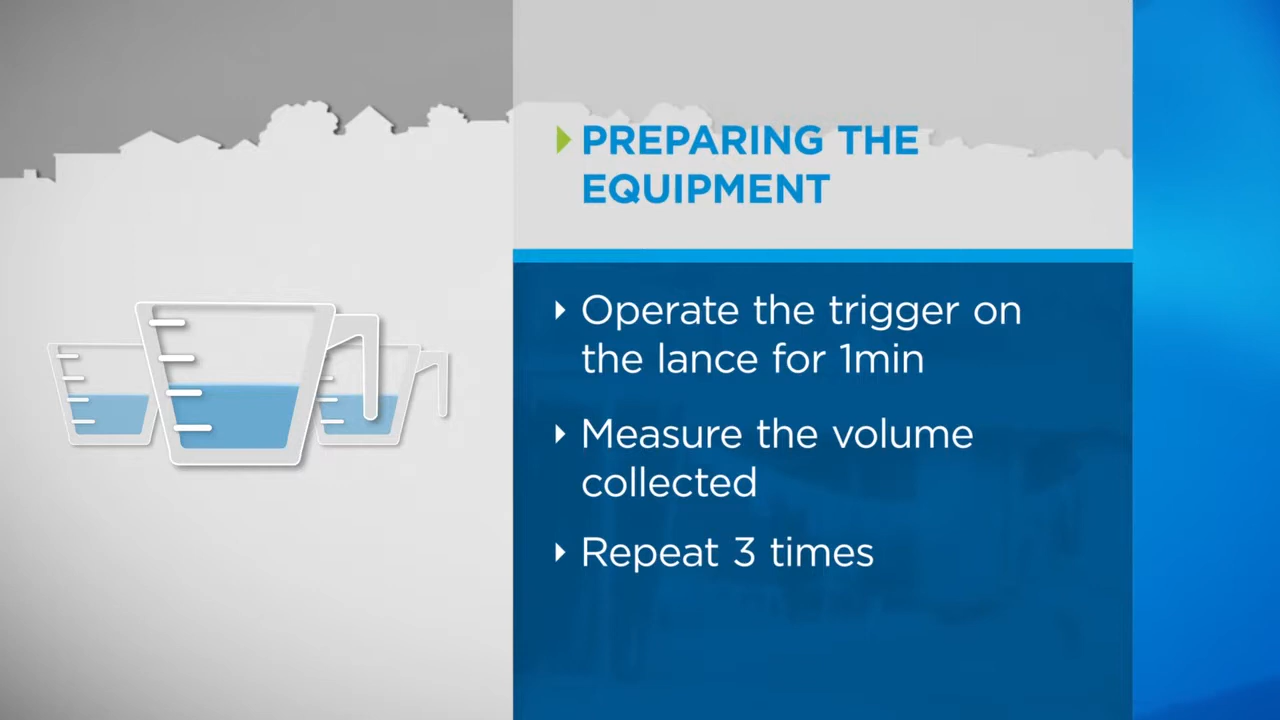 PREPARING THE
EQUIPMENT
Operate the trigger on
the lance for 1min
Measure the volume
collected
Repeat 3 times